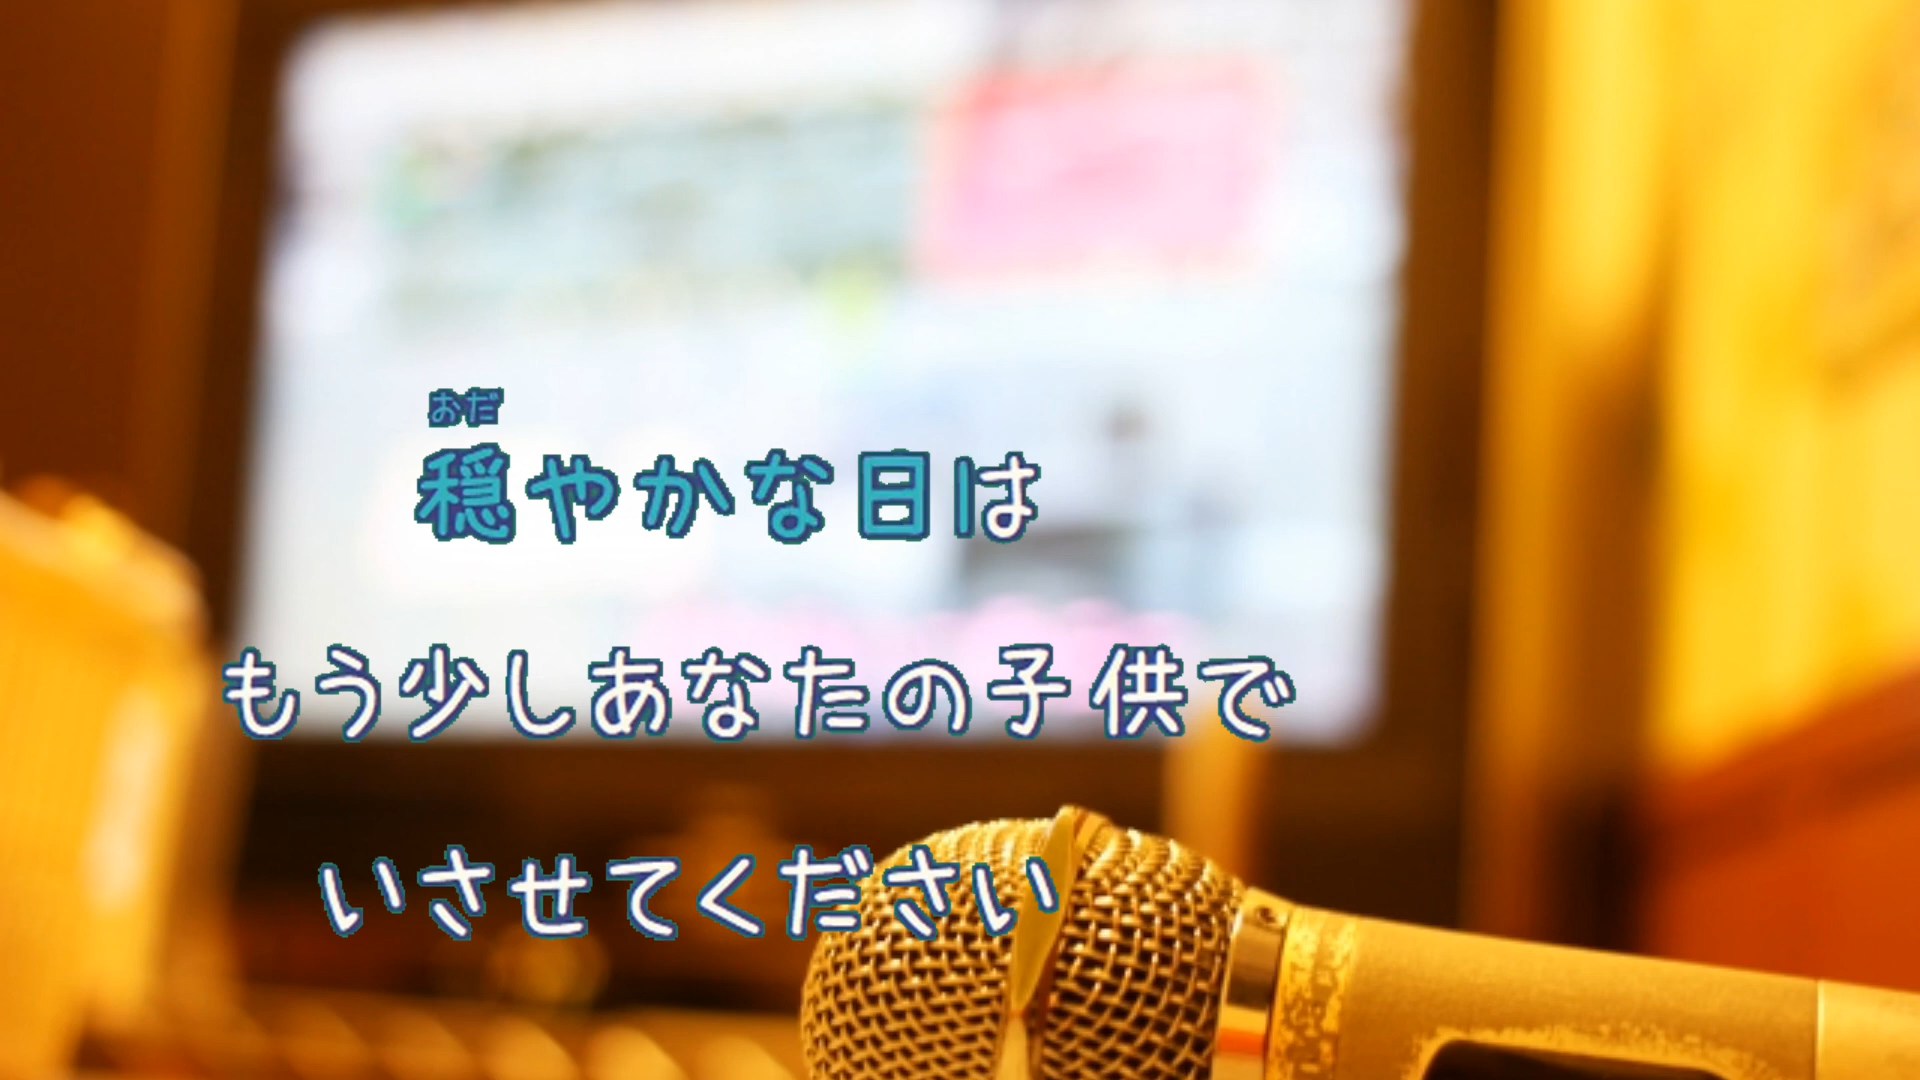 おだ
穏やかな日は
もう少しあなたの子供で
いさせてください